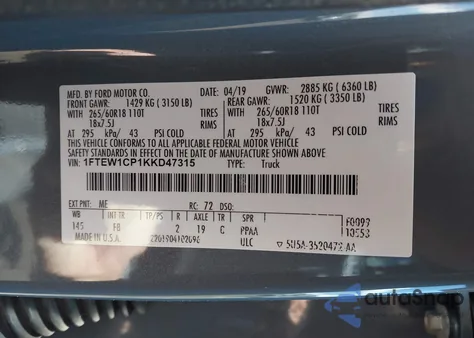 MFD. BY FORD MOTOR CO.
04/19 GVWR: 2885 KG ( 6360 LB)
FRONT GAWR: 1429 KG ( 3150 LB) REAR GAWR: 1520 KG ( 3350 LB)
265/60R18 110T TIRES 265/60R18 110T TIRES
18x7.5J RIMS 18x7.5J RIMS
AT 295 kPa/ 43 PSI COLD AT 295 kPa/ 43 PSI COLD
THIS VEHICLE CONFORMS TO ALL APPLICABLE FEDERAL MOTOR VEHICLE SAFETY AND
THEFT PREVENTION STANDARDS IN EFFECT ON THE DATE OF MANUFACTURE SHOWN ABOVE.
VIN: 1FTEW1CP1KKD47315 TYPE: Truck
EXT PNT: ME RC: 72 DSO:
WB INT TR TP/PS R AXLE TR SPR
145 FB 2 19 C PPAA
MADE IN U.S.A. ULC
autoSnap